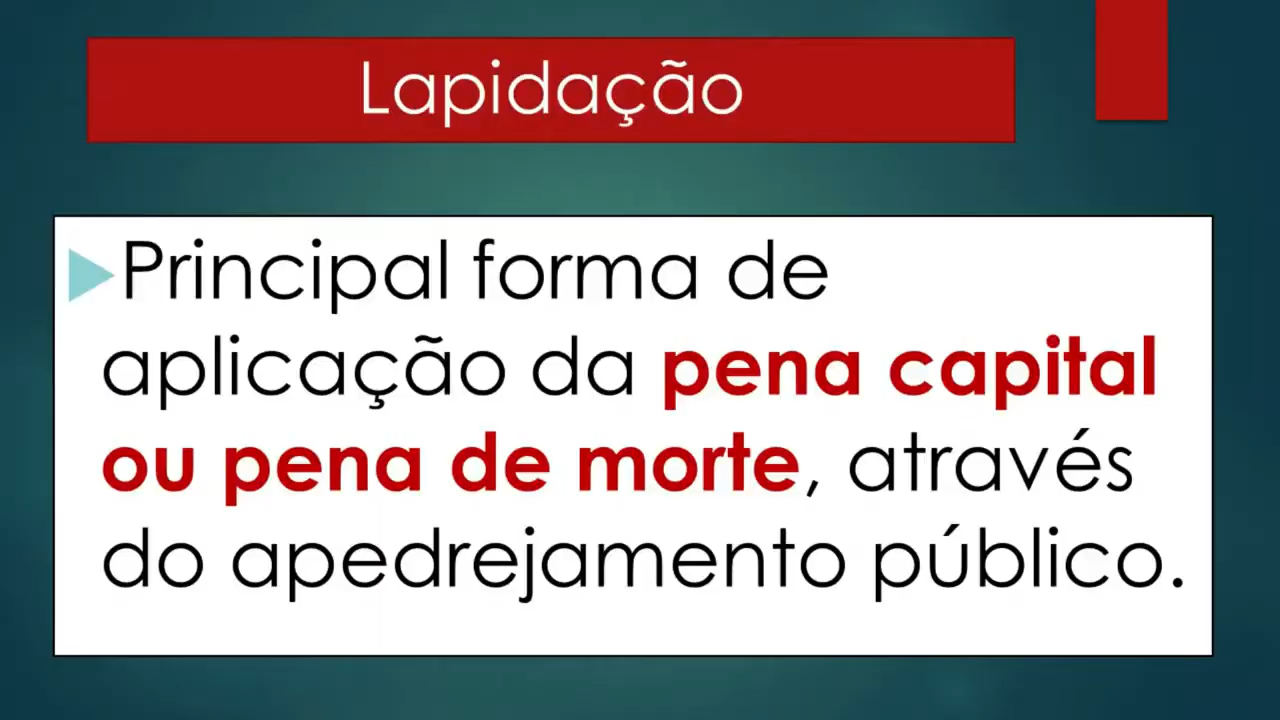 Lapidação
Principal forma de
aplicação da pena capital
ou pena de morte, através
do apedrejamento público.